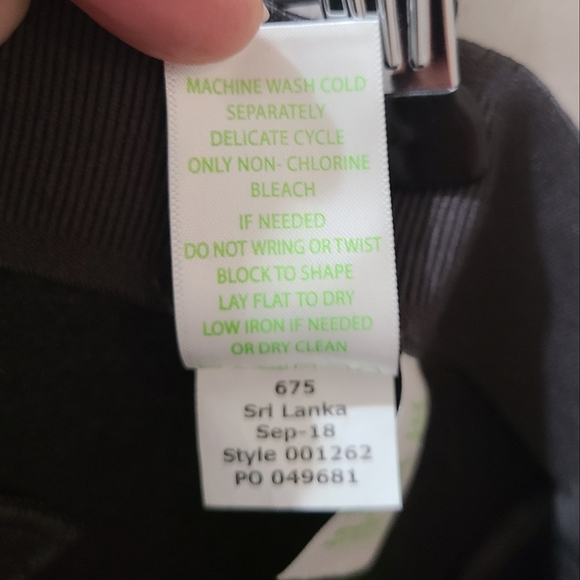 MACHINE WASH COLD
SEPARATELY
DELICATE CYCLE
ONLY NON- CHLORINE
BLEACH
IF NEEDED
DO NOT WRING OR TWIST
BLOCK TO SHAPE
LAY FLAT TO DRY
LOW IRON IF NEEDED
OR DRY CLEAN
675
Sri Lanka
Sep-18
Style 001262
PO 049681